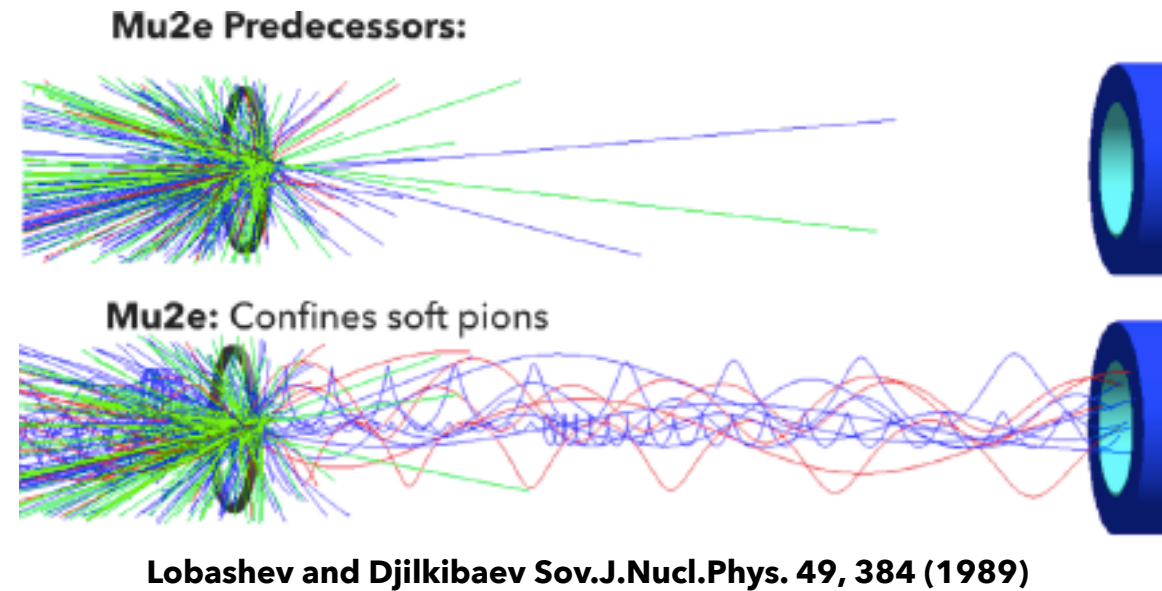 Mu2e Predecessors:
Mu2e: Confines soft pions
Lobashev and Djilkibaev Sov.J.Nucl.Phys. 49, 384 (1989)